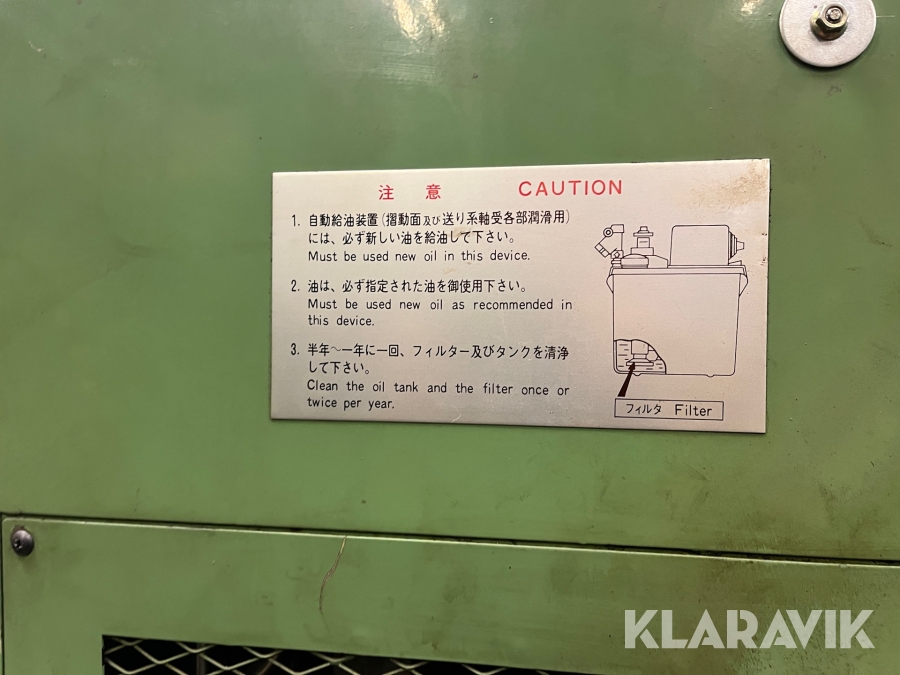 注 意 CAUTION
1. 自動給油装置(摺動面及び送り系軸受各部潤滑用)
には、必ず新しい油を給油して下さい。
Must be used new oil in this device.
2. 油は、必ず指定された油を御使用下さい。
Must be used new oil as recommended in
this device.
3. 半年～一年に一回、フィルター及びタンクを清浄
して下さい。
Clean the oil tank and the filter once or
twice per year.
フィルタ Filter
KLARAVIK